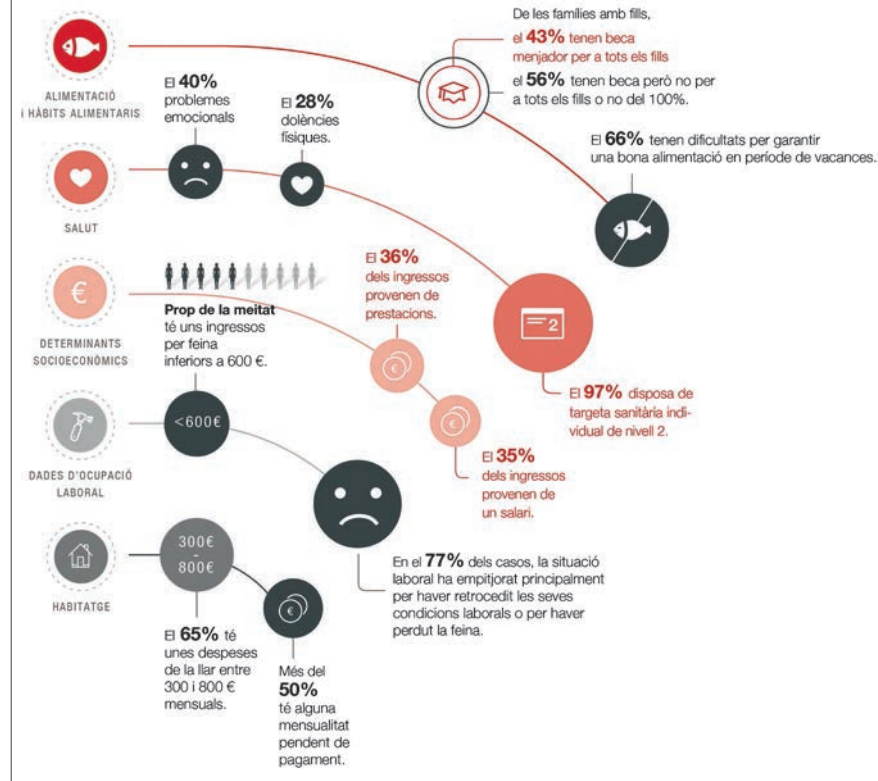 De les famílies amb fills,
el 43% tenen beca
menjador per a tots els fills
el 56% tenen beca però no per
a tots els fills o no del 100%.
ALIMENTACIÓ
I HÀBITS ALIMENTARIS
El 40%
problemes
emocionals
El 28%
dolències
físiques.
El 66% tenen dificultats per garantir
una bona alimentació en període de vacances.
SALUT
€
DETERMINANTS
SOCIOECONÒMICS
Prop de la meitat
té uns ingressos
per feina
inferiors a 600 €.
El 36%
dels ingressos
provenen de
prestacions.
€
2
El 97% disposa de
targeta sanitària indi-
vidual de nivell 2.
€
El 35%
dels ingressos
provenen de
un salari.
DADES D'OCUPACIÓ
LABORAL
<600€
En el 77% dels casos, la situació
laboral ha empitjorat principalment
per haver retrocedit les seves
condicions laborals o per haver
perdut la feina.
HABITATGE
300€
-
800€
El 65% té
unes despeses
de la llar entre
300 i 800 €
mensuals.
€
Més del
50%
té alguna
mensualitat
pendent de
pagament.